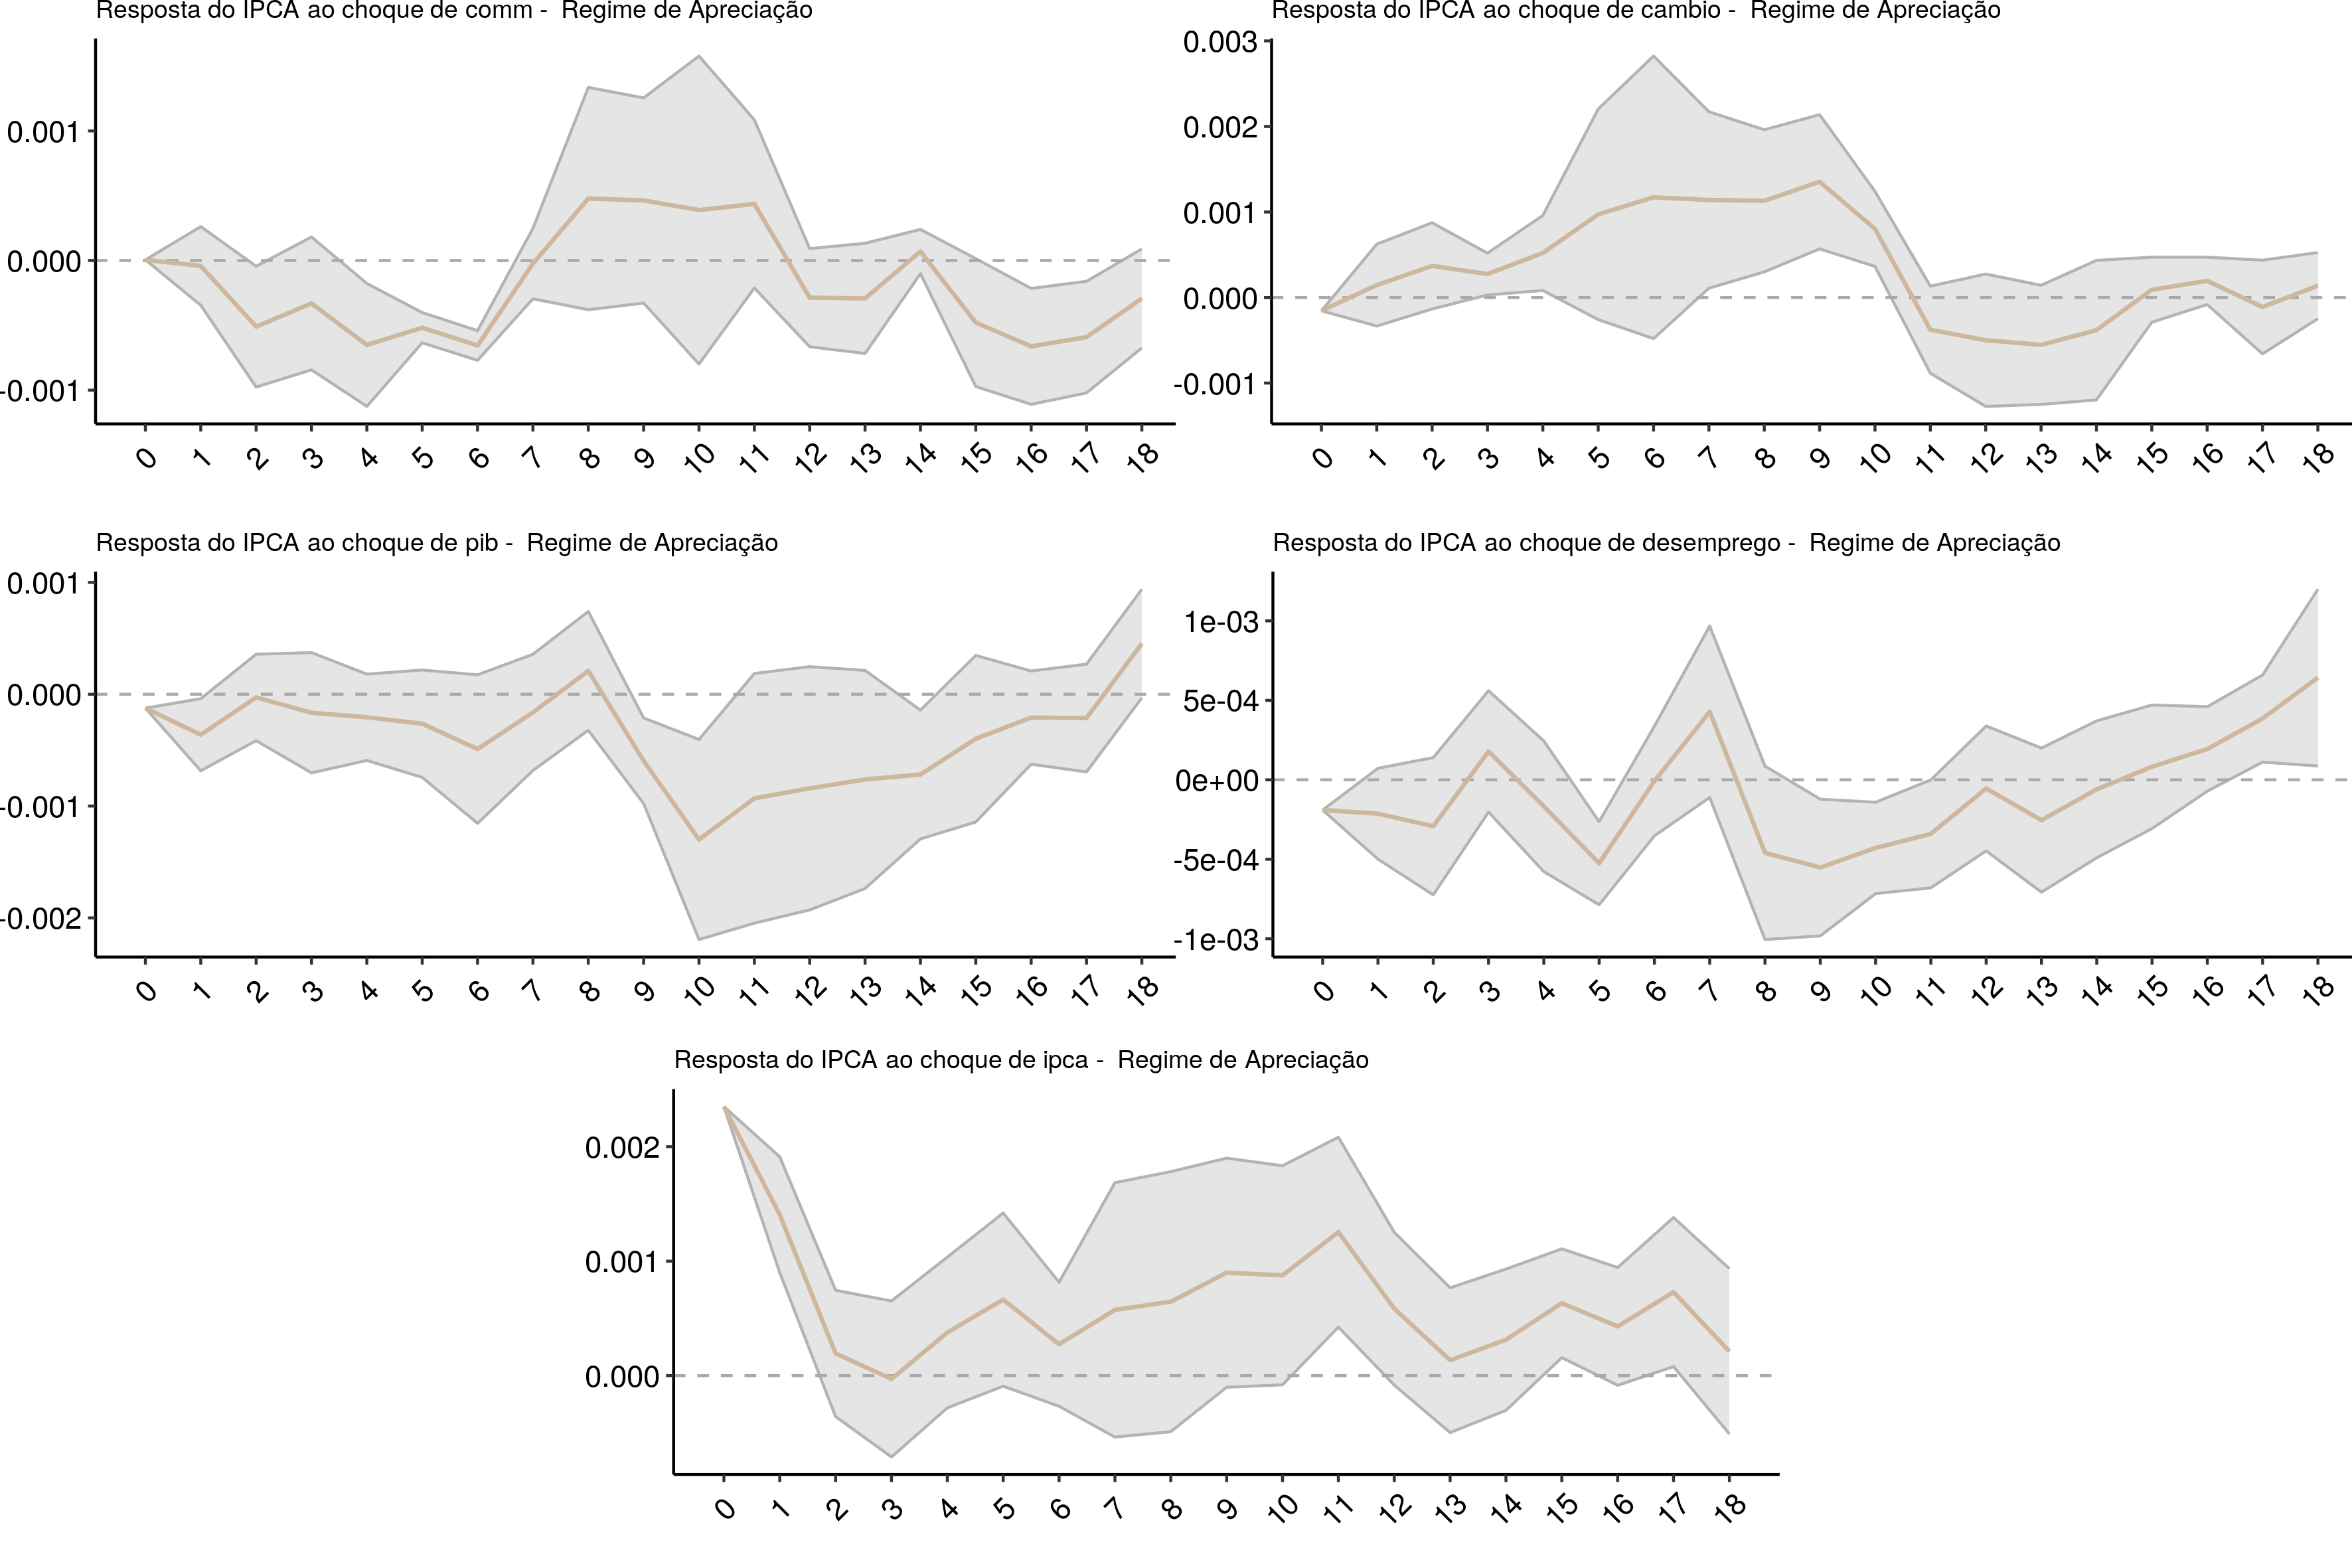 Resposta do IPCA ao choque de comm - Regime de Apreciação
0.001
0.000
-0.001
0 1 2 3 4 5 6 7 8 9 10 11 12 13 14 15 16 17 18
Resposta do IPCA ao choque de cambio - Regime de Apreciação
0.003
0.002
0.001
0.000
-0.001
0 1 2 3 4 5 6 7 8 9 10 11 12 13 14 15 16 17 18
Resposta do IPCA ao choque de pib - Regime de Apreciação
0.001
0.000
-0.001
-0.002
0 1 2 3 4 5 6 7 8 9 10 11 12 13 14 15 16 17 18
Resposta do IPCA ao choque de desemprego - Regime de Apreciação
1e-03
5e-04
0e+00
-5e-04
-1e-03
0 1 2 3 4 5 6 7 8 9 10 11 12 13 14 15 16 17 18
Resposta do IPCA ao choque de ipca - Regime de Apreciação
0.002
0.001
0.000
0 1 2 3 4 5 6 7 8 9 10 11 12 13 14 15 16 17 18